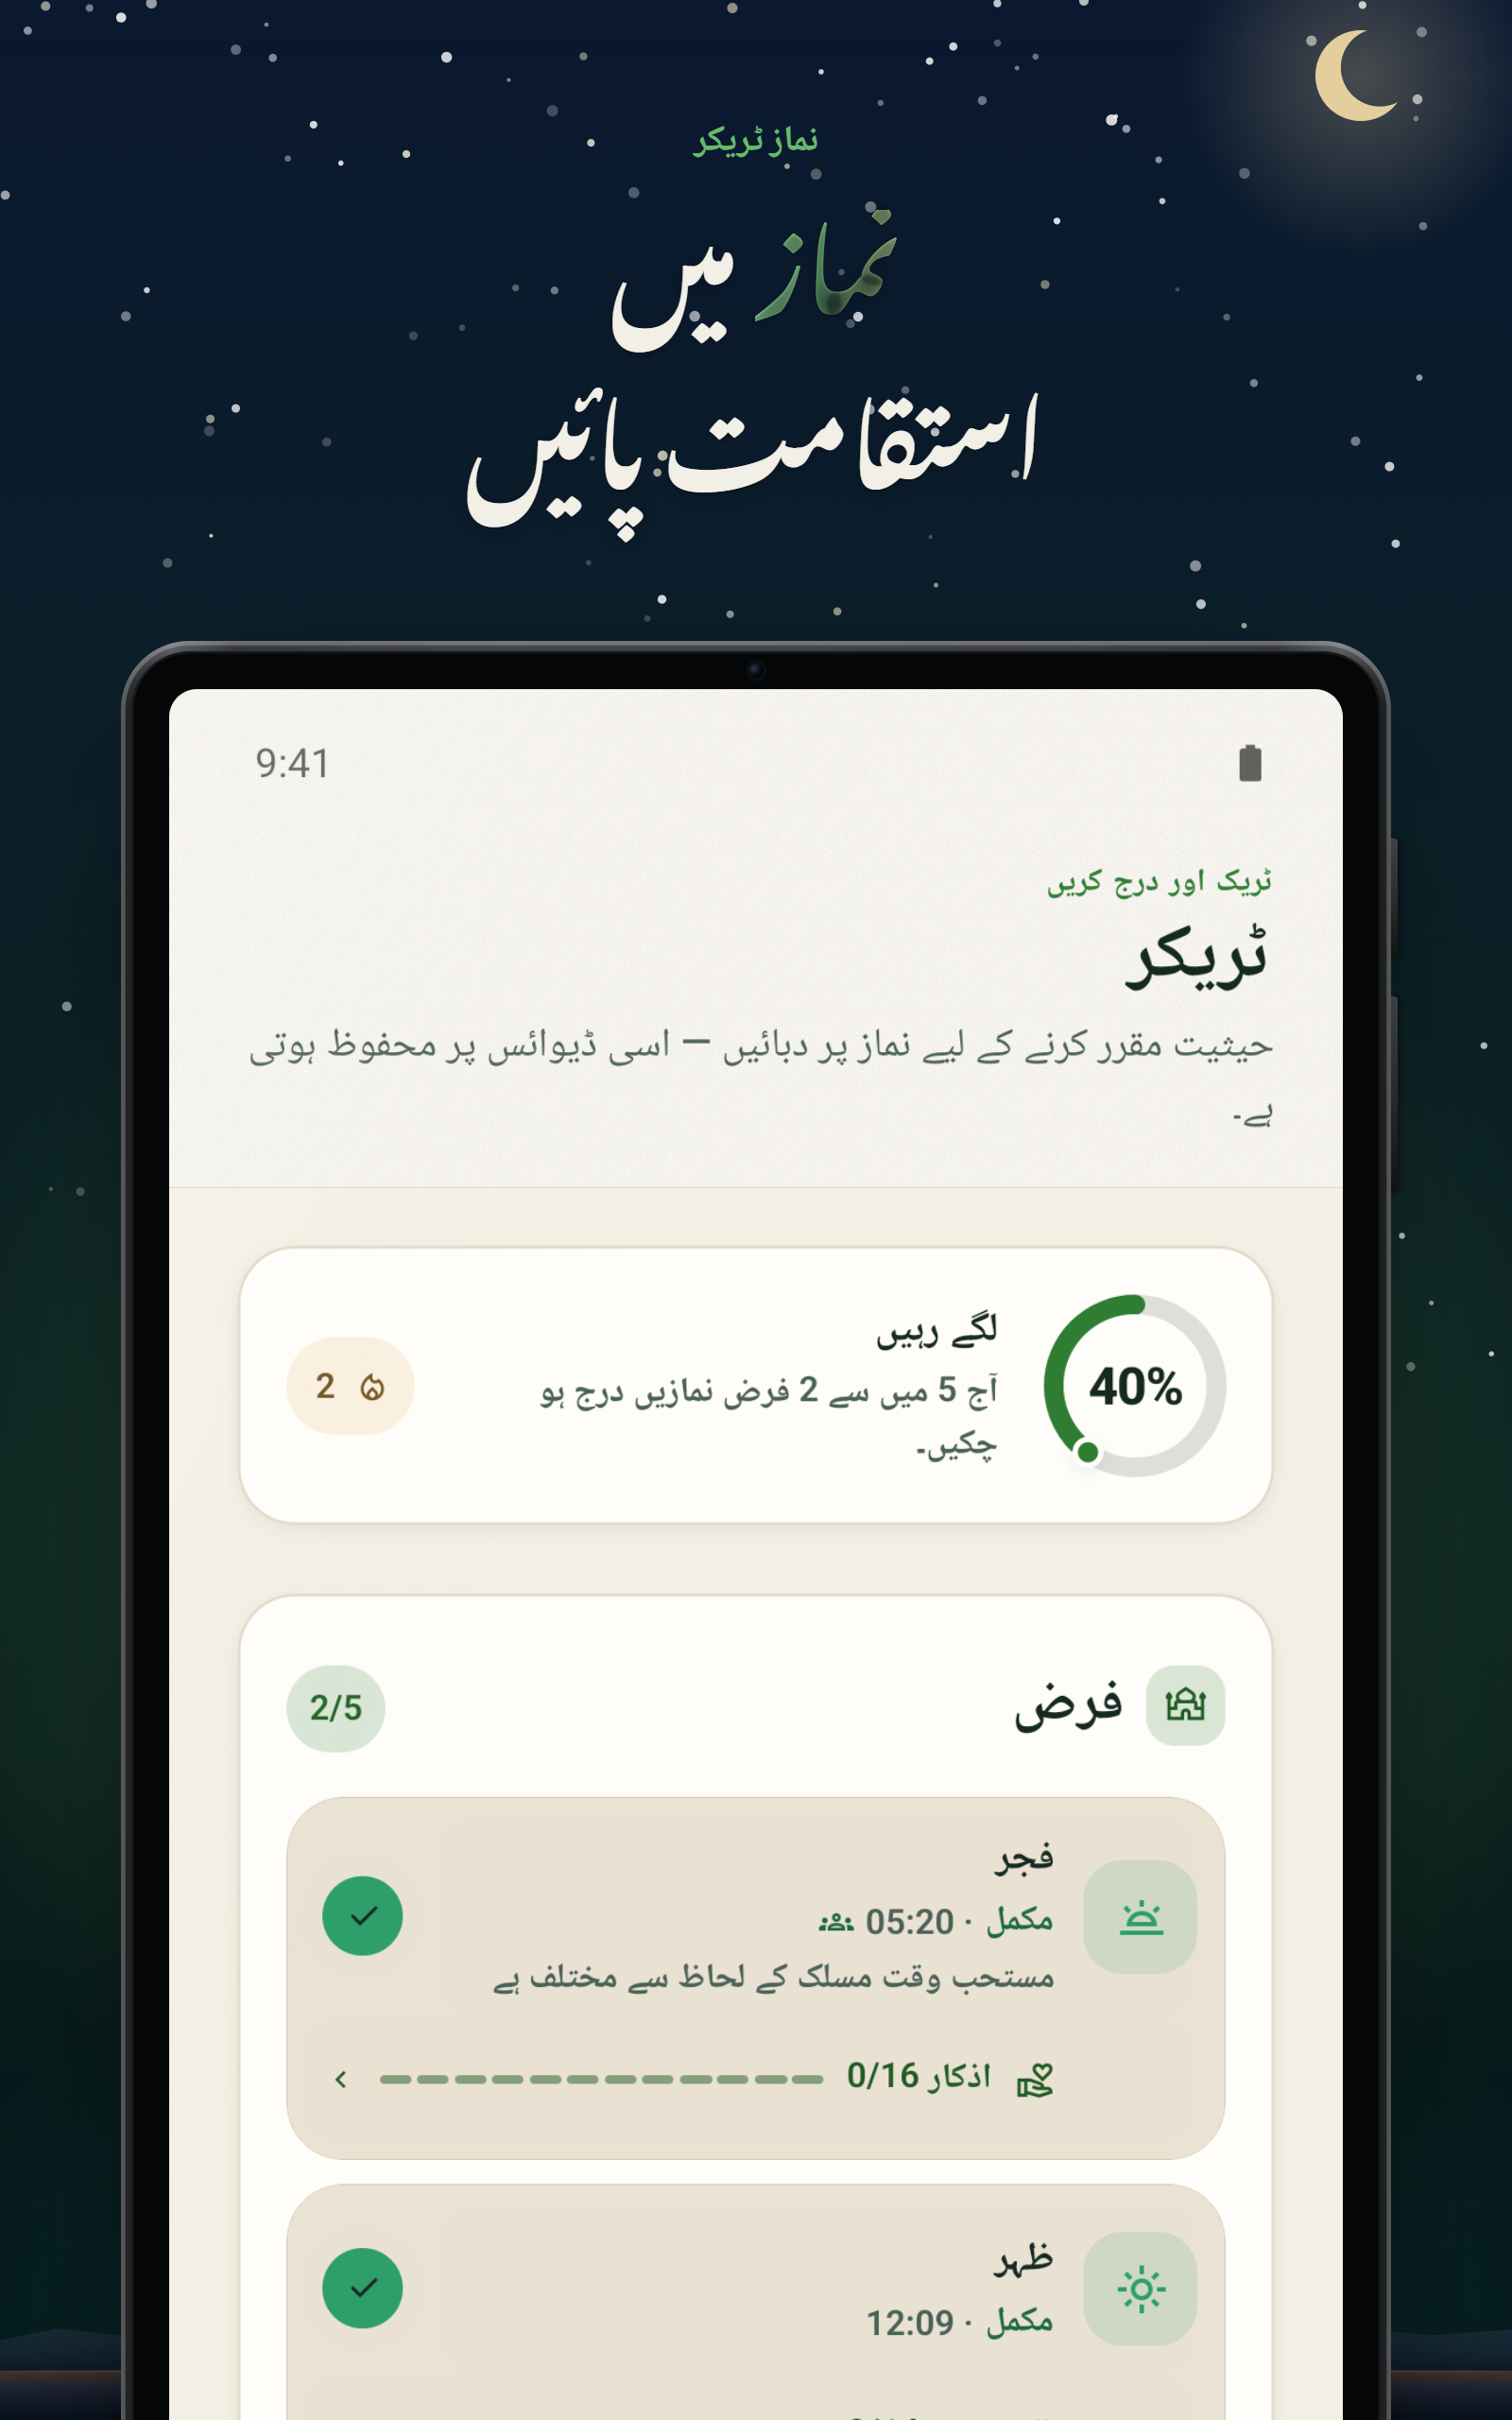 نماز ٹریکر
نماز میں
استقامت پائیں
9:41
ٹریک اور درج کریں
ٹریکر
حیثیت مقرر کرنے کے لیے نماز پر دبائیں — اسی ڈیوائس پر محفوظ ہوتی
ہے۔
40%
لگے رہیں
آج 5 میں سے 2 فرض نمازیں درج ہو
چکیں۔
2
فرض
2/5
فجر
مکمل · 05:20
مستحب وقت مسلک کے لحاظ سے مختلف ہے
اذکار 0/16
ظہر
مکمل · 12:09